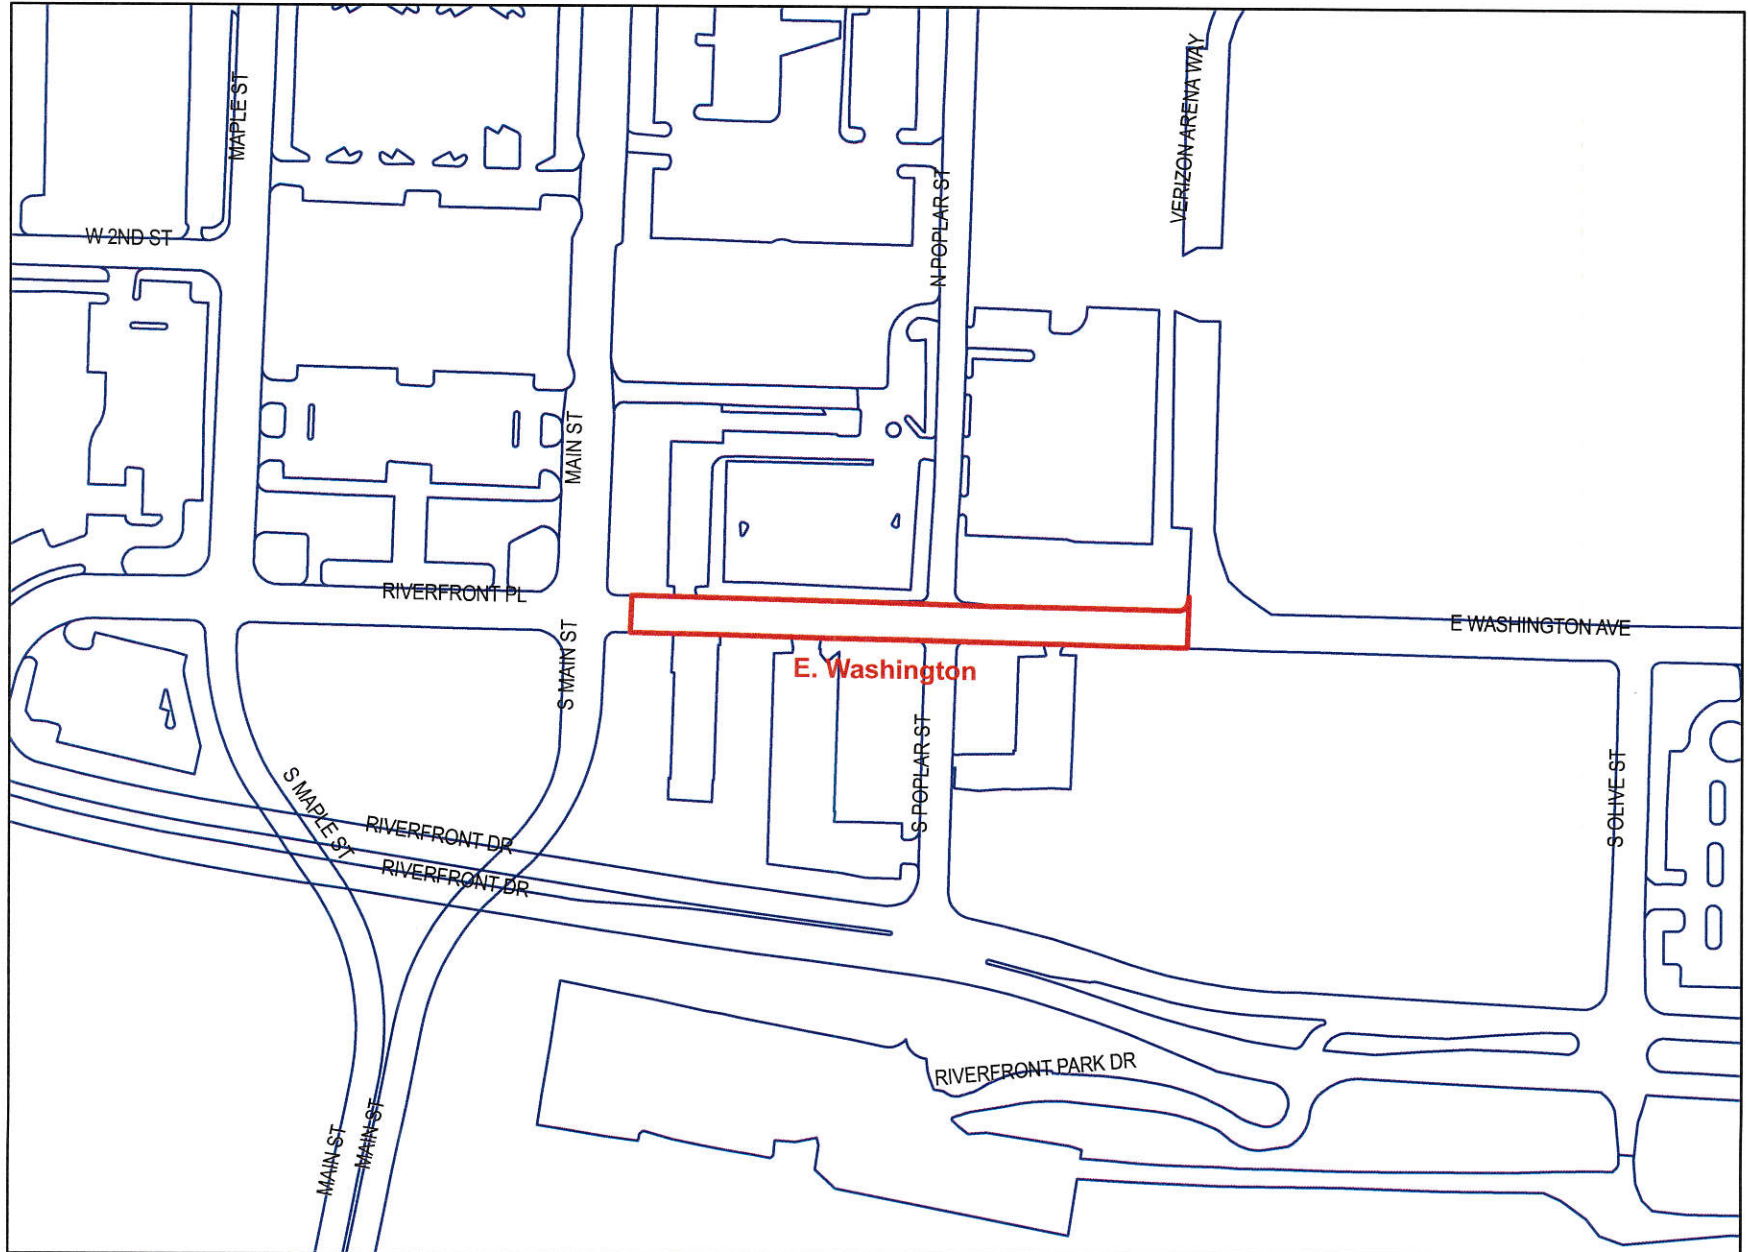 MAPLE ST
VERIZON ARENA WAY
W 2ND ST
N POPLAR ST
MAIN ST
RIVERFRONT PL
E WASHINGTON AVE
S MAIN ST
E. Washington
S POPLAR ST
S OLIVE ST
S MAPLE ST
RIVERFRONT DR
RIVERFRONT DR
RIVERFRONT PARK DR
MAIN ST
MAIN ST